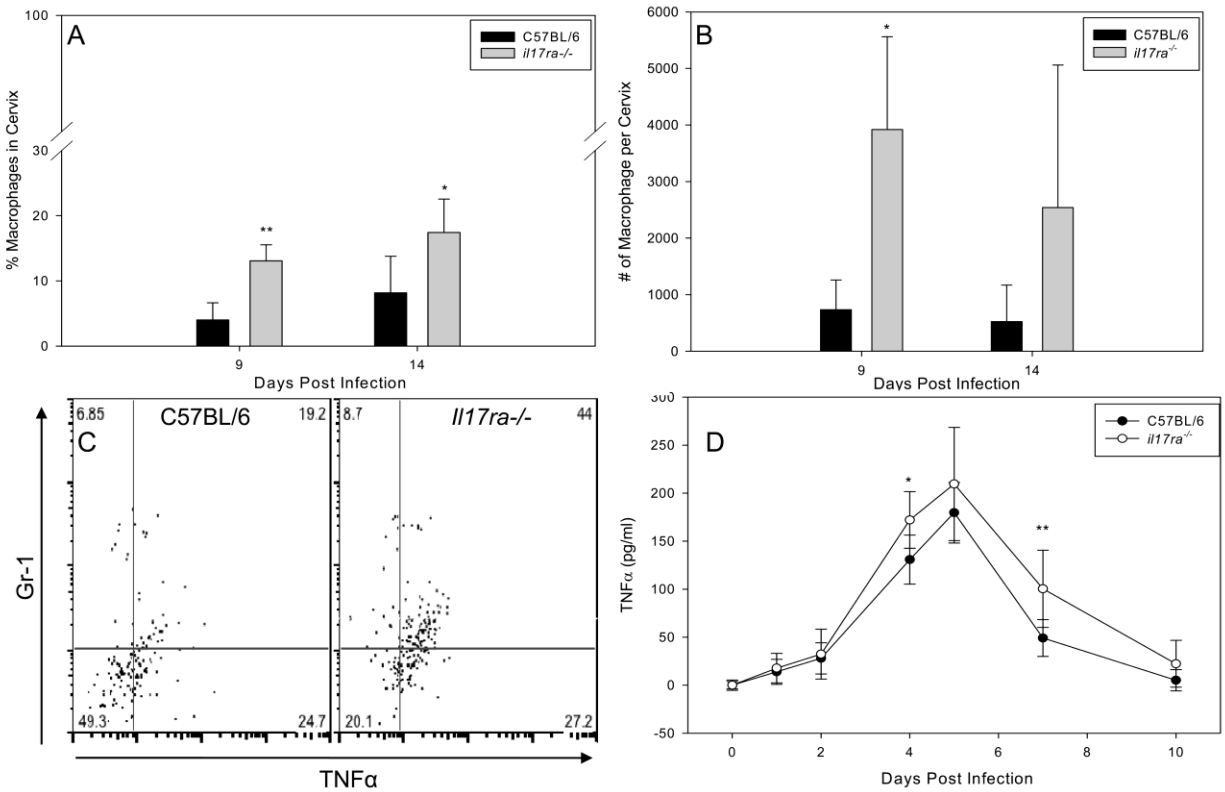 A
100
30
20
10
0
% Macrophages in Cervix
C57BL/6
il17ra-/-
**
*
9
14
Days Post Infection
B
6000
5000
4000
3000
2000
1000
0
# of Macrophage per Cervix
C57BL/6
il17ra-/-
*
9
14
Days Post Infection
C
6.85
C57BL/6
19.2
49.3
24.7
8.7
Il17ra-/-
44
20.1
27.2
Gr-1
TNFα
D
300
250
200
150
100
50
0
-50
TNFα (pg/ml)
C57BL/6
il17ra-/-
*
**
0
2
4
6
8
10
Days Post Infection